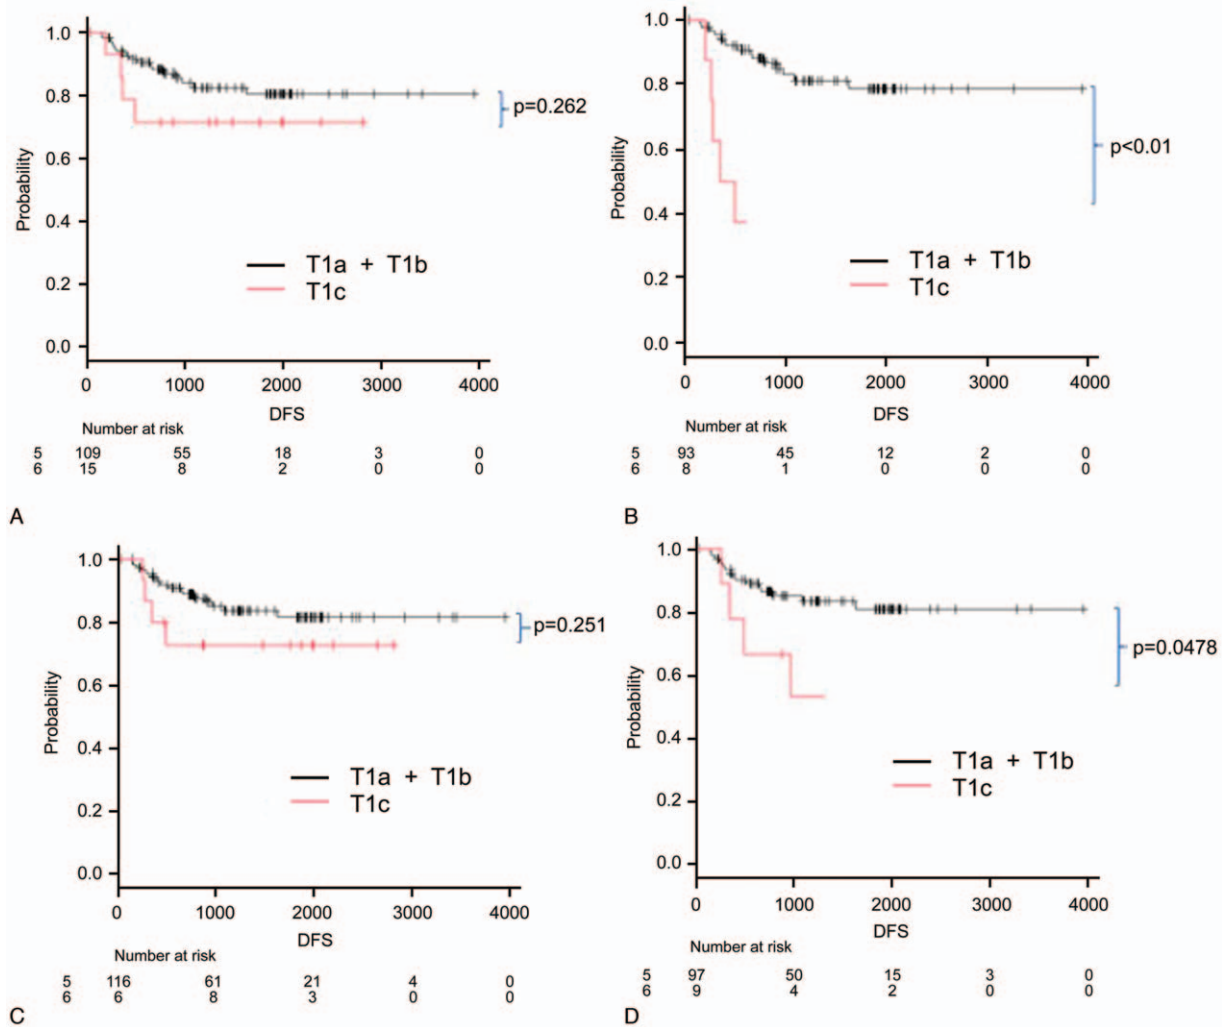 1.0
0.8
0.6
0.4
0.2
0.0
Probability
p=0.262
T1a + T1b
T1c
0 1000 2000 3000 4000
DFS
Number at risk
5 109 55 18 3 0
6 15 8 2 0 0
A
1.0
0.8
0.6
0.4
0.2
0.0
Probability
p<0.01
T1a + T1b
T1c
0 1000 2000 3000 4000
DFS
Number at risk
5 93 45 12 2 0
6 8 1 0 0 0
B
1.0
0.8
0.6
0.4
0.2
0.0
Probability
p=0.251
T1a + T1b
T1c
0 1000 2000 3000 4000
DFS
Number at risk
5 116 61 21 4 0
6 6 8 3 0 0
C
1.0
0.8
0.6
0.4
0.2
0.0
Probability
p=0.0478
T1a + T1b
T1c
0 1000 2000 3000 4000
DFS
Number at risk
5 97 50 15 3 0
6 9 4 2 0 0
D